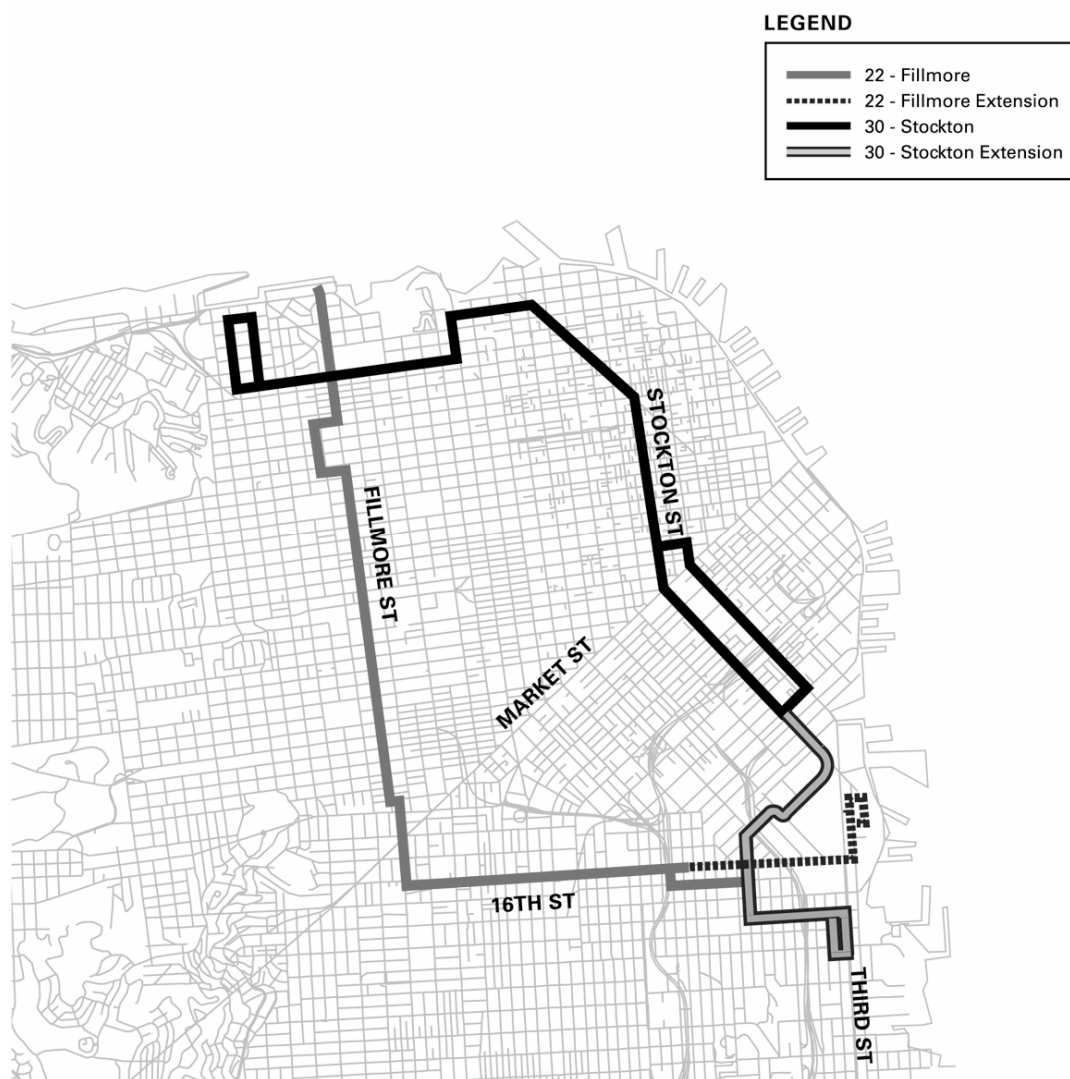 LEGEND
22 - Fillmore
22 - Fillmore Extension
30 - Stockton
30 - Stockton Extension
STOCKTON ST
FILLMORE ST
MARKET ST
16TH ST
THIRD ST